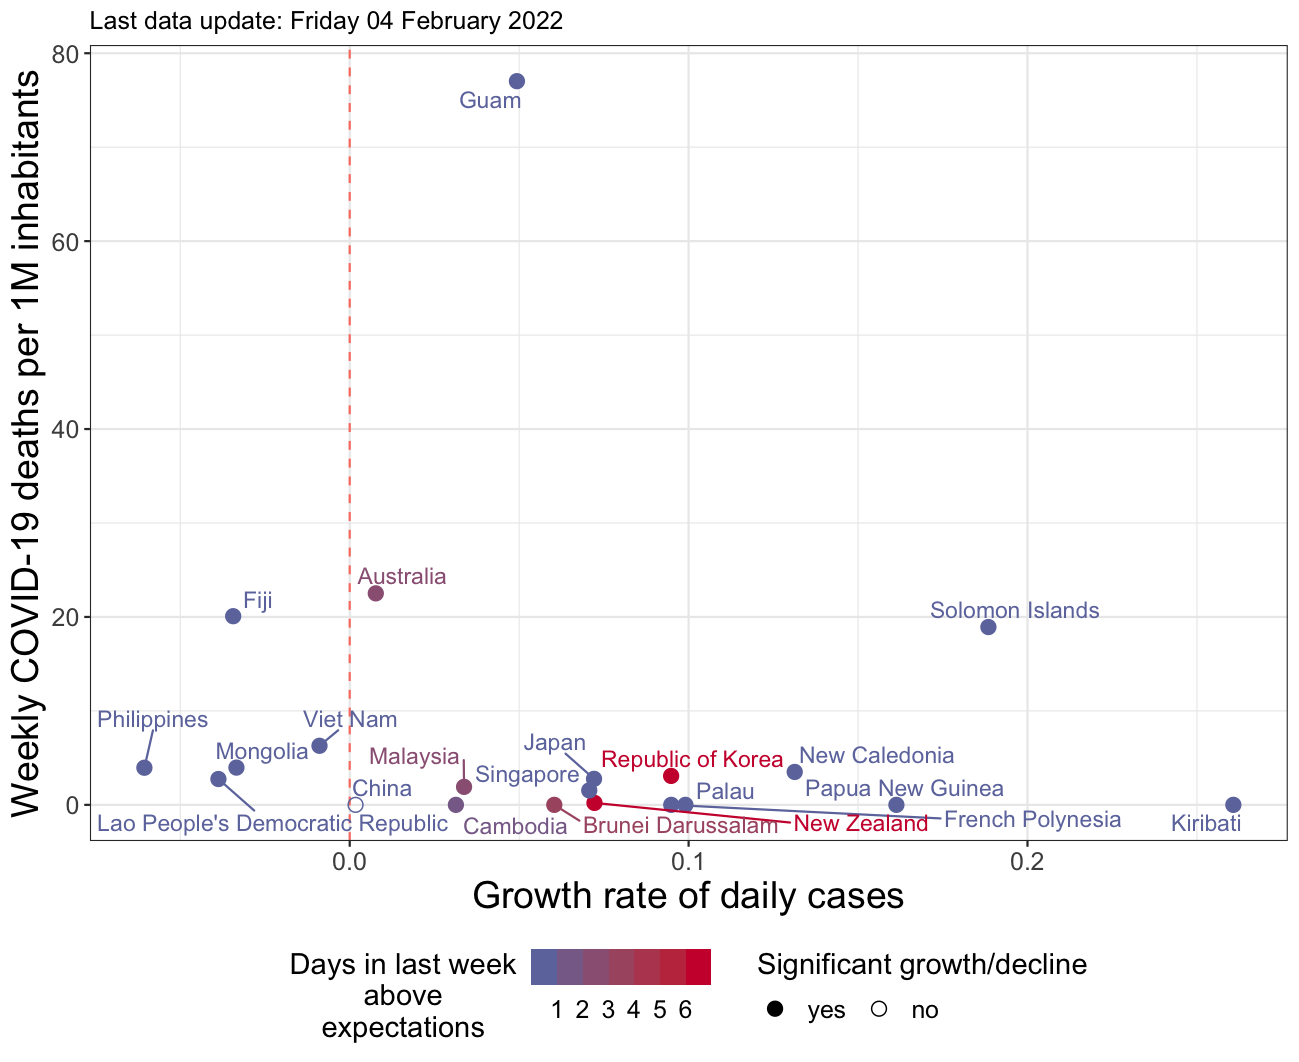 Last data update: Friday 04 February 2022
Weekly COVID-19 deaths per 1M inhabitants
80
60
40
20
0
Guam
Australia
Fiji
Solomon Islands
Philippines
Viet Nam
Mongolia
Malaysia
Japan
Republic of Korea
New Caledonia
Singapore
China
Palau
Papua New Guinea
Lao People's Democratic Republic
Cambodia
Brunei Darussalam
New Zealand
French Polynesia
Kiribati
0.0
0.1
0.2
Growth rate of daily cases
Days in last week
above
expectations
1 2 3 4 5 6
Significant growth/decline
yes
no